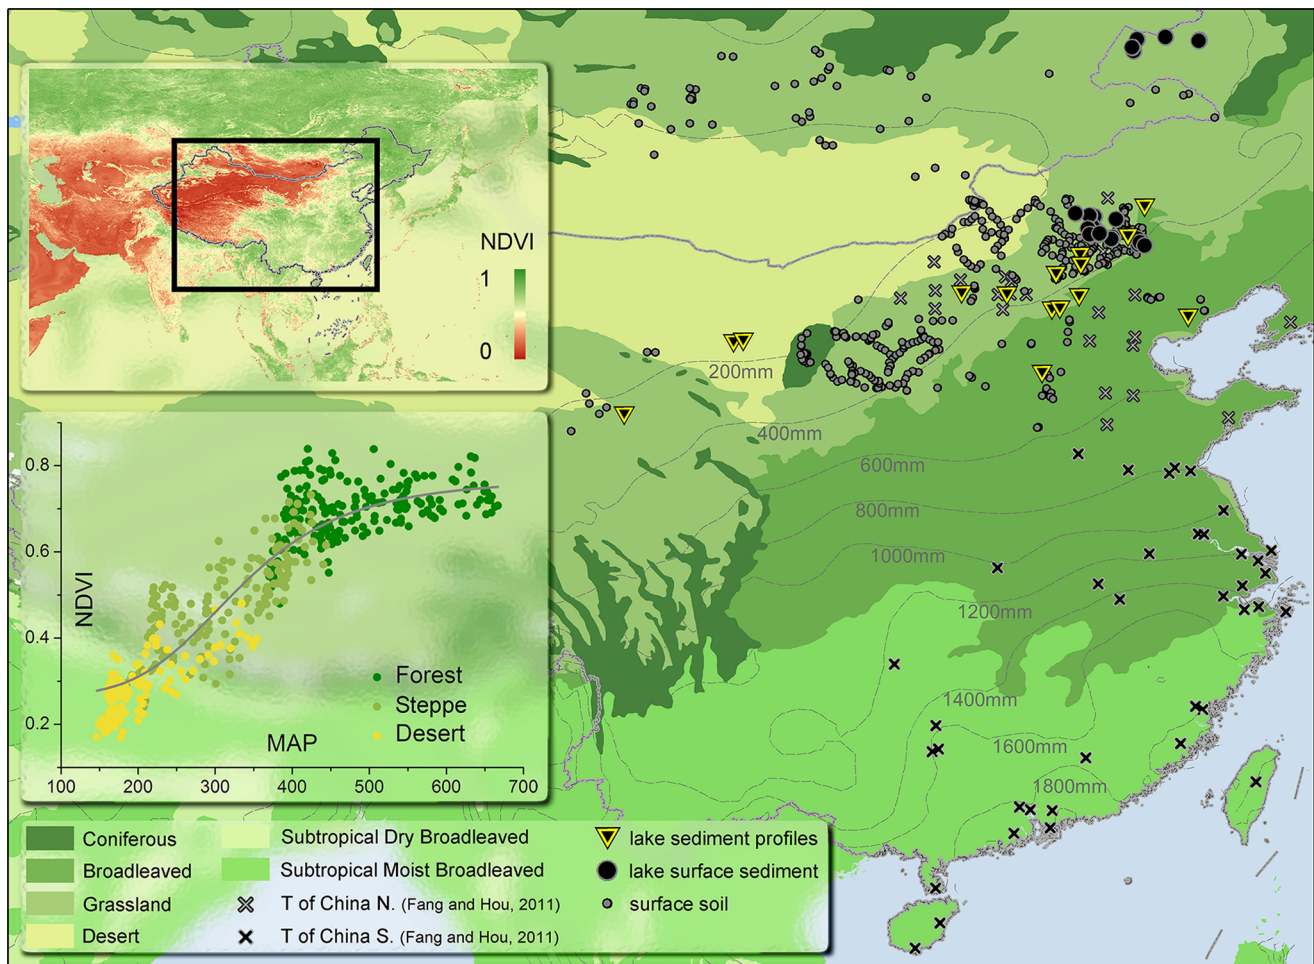 NDVI
1
0
200mm
400mm
600mm
800mm
1000mm
1200mm
1400mm
1600mm
1800mm
0.8
0.6
0.4
0.2
NDVI
Forest
Steppe
Desert
MAP
100 200 300 400 500 600 700
Coniferous
Broadleaved
Grassland
Desert
Subtropical Dry Broadleaved
Subtropical Moist Broadleaved
T of China N. (Fang and Hou, 2011)
T of China S. (Fang and Hou, 2011)
lake sediment profiles
lake surface sediment
surface soil